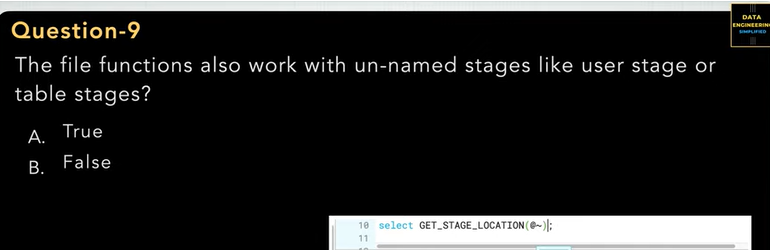 Question-9
DATA
ENGINEERING
SIMPLIFIED
The file functions also work with un-named stages like user stage or
table stages?
A. True
B. False
10 select GET_STAGE_LOCATION(@~);
11